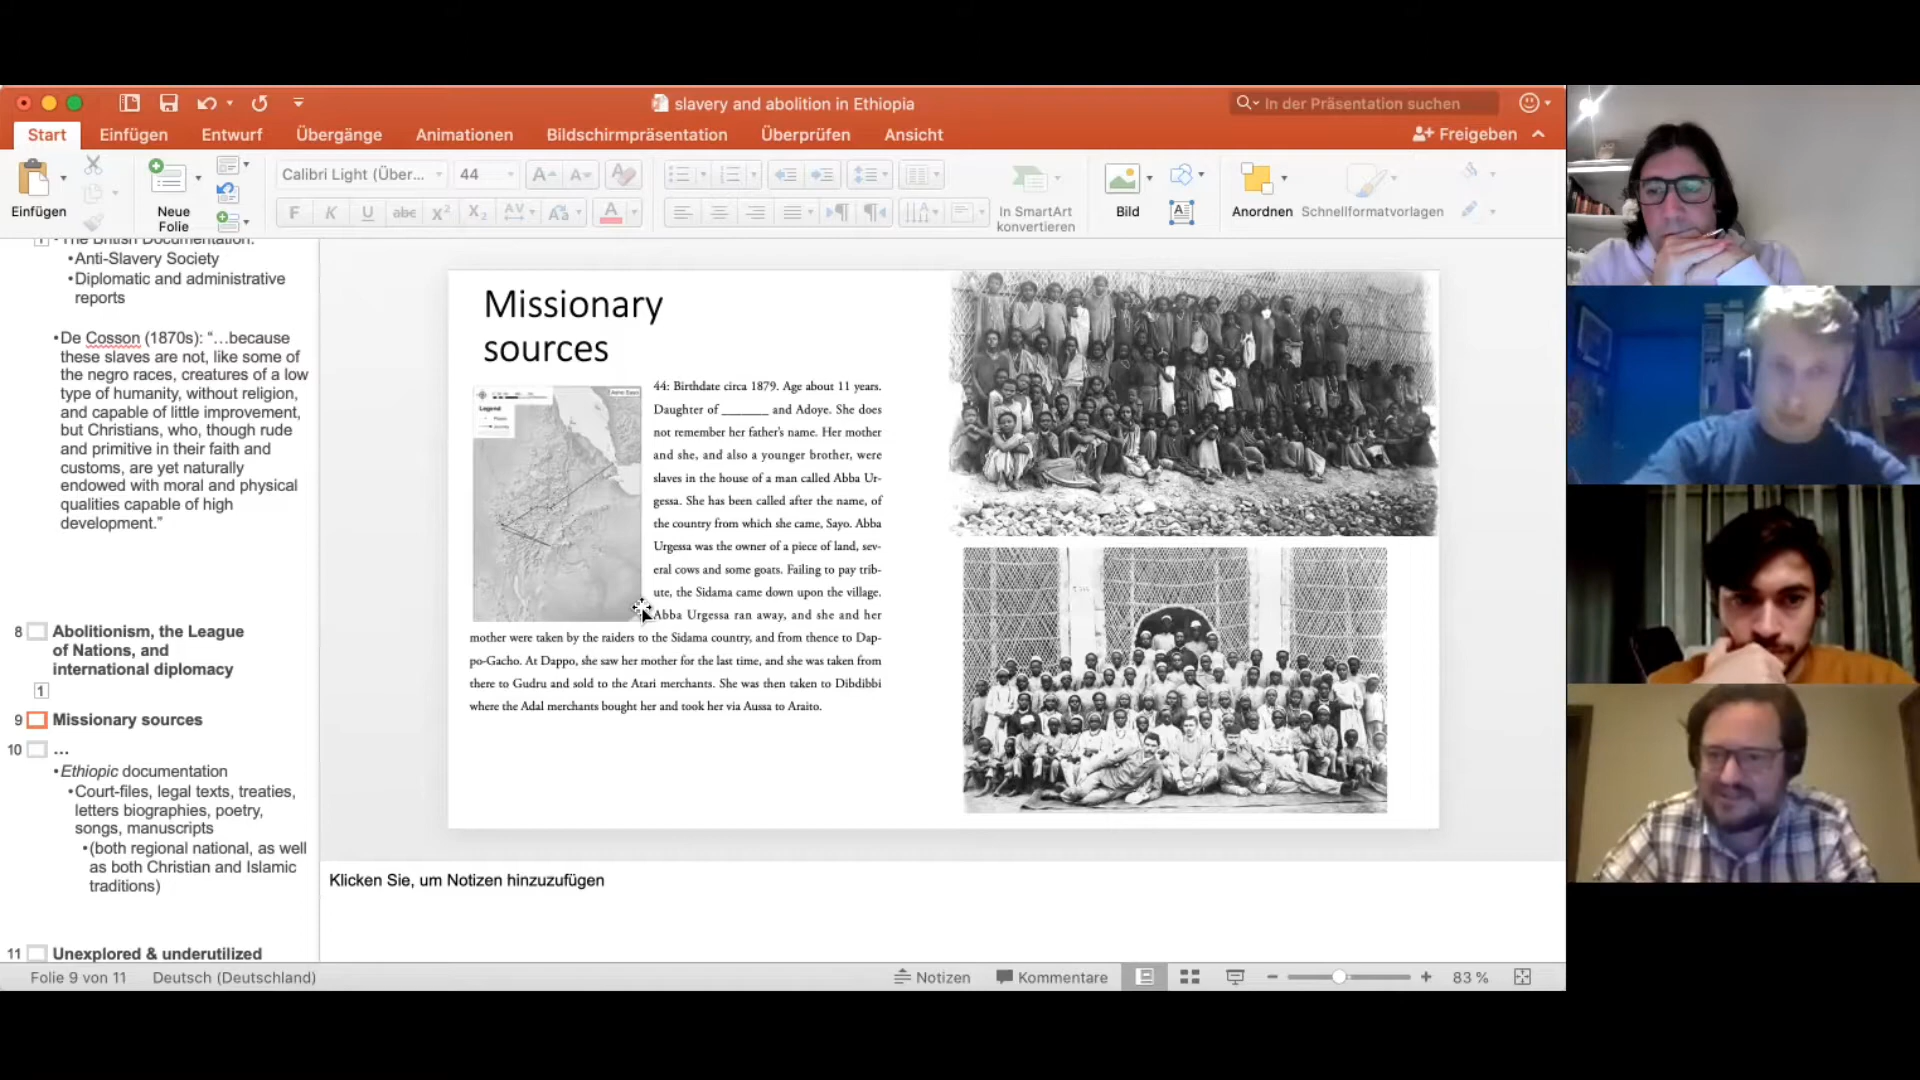 slavery and abolition in Ethiopia
In der Präsentation suchen
Start Einfügen Entwurf Übergänge Animationen Bildschirmpräsentation Überprüfen Ansicht Freigeben
Calibri Light (Über... 44
Einfügen
Neue
Folie
F K U abc X² X₂ AV Aa A
In SmartArt
konvertieren
Bild
Anordnen
Schnellformatvorlagen
•The British Documentation:
•Anti-Slavery Society
•Diplomatic and administrative
reports
•De Cosson (1870s): “…because
these slaves are not, like some of
the negro races, creatures of a low
type of humanity, without religion,
and capable of little improvement,
but Christians, who, though rude
and primitive in their faith and
customs, are yet naturally
endowed with moral and physical
qualities capable of high
development.”
8 Abolitionism, the League
of Nations, and
international diplomacy
1
9 Missionary sources
10 ...
•Ethiopic documentation
•Court-files, legal texts, treaties,
letters biographies, poetry,
songs, manuscripts
•(both regional national, as well
as both Christian and Islamic
traditions)
11 Unexplored & underutilized
Missionary
sources
Legend
44: Birthdate circa 1879. Age about 11 years.
Daughter of _______ and Adoye. She does
not remember her father’s name. Her mother
and she, and also a younger brother, were
slaves in the house of a man called Abba Ur-
gessa. She has been called after the name, of
the country from which she came, Sayo. Abba
Urgessa was the owner of a piece of land, sev-
eral cows and some goats. Failing to pay trib-
ute, the Sidama came down upon the village.
Abba Urgessa ran away, and she and her
mother were taken by the raiders to the Sidama country, and from thence to Dap-
po-Gacho. At Dappo, she saw her mother for the last time, and she was taken from
there to Gudru and sold to the Atari merchants. She was then taken to Dibdibbi
where the Adal merchants bought her and took her via Aussa to Araito.
Klicken Sie, um Notizen hinzuzufügen
Folie 9 von 11 Deutsch (Deutschland) Notizen Kommentare 83 %